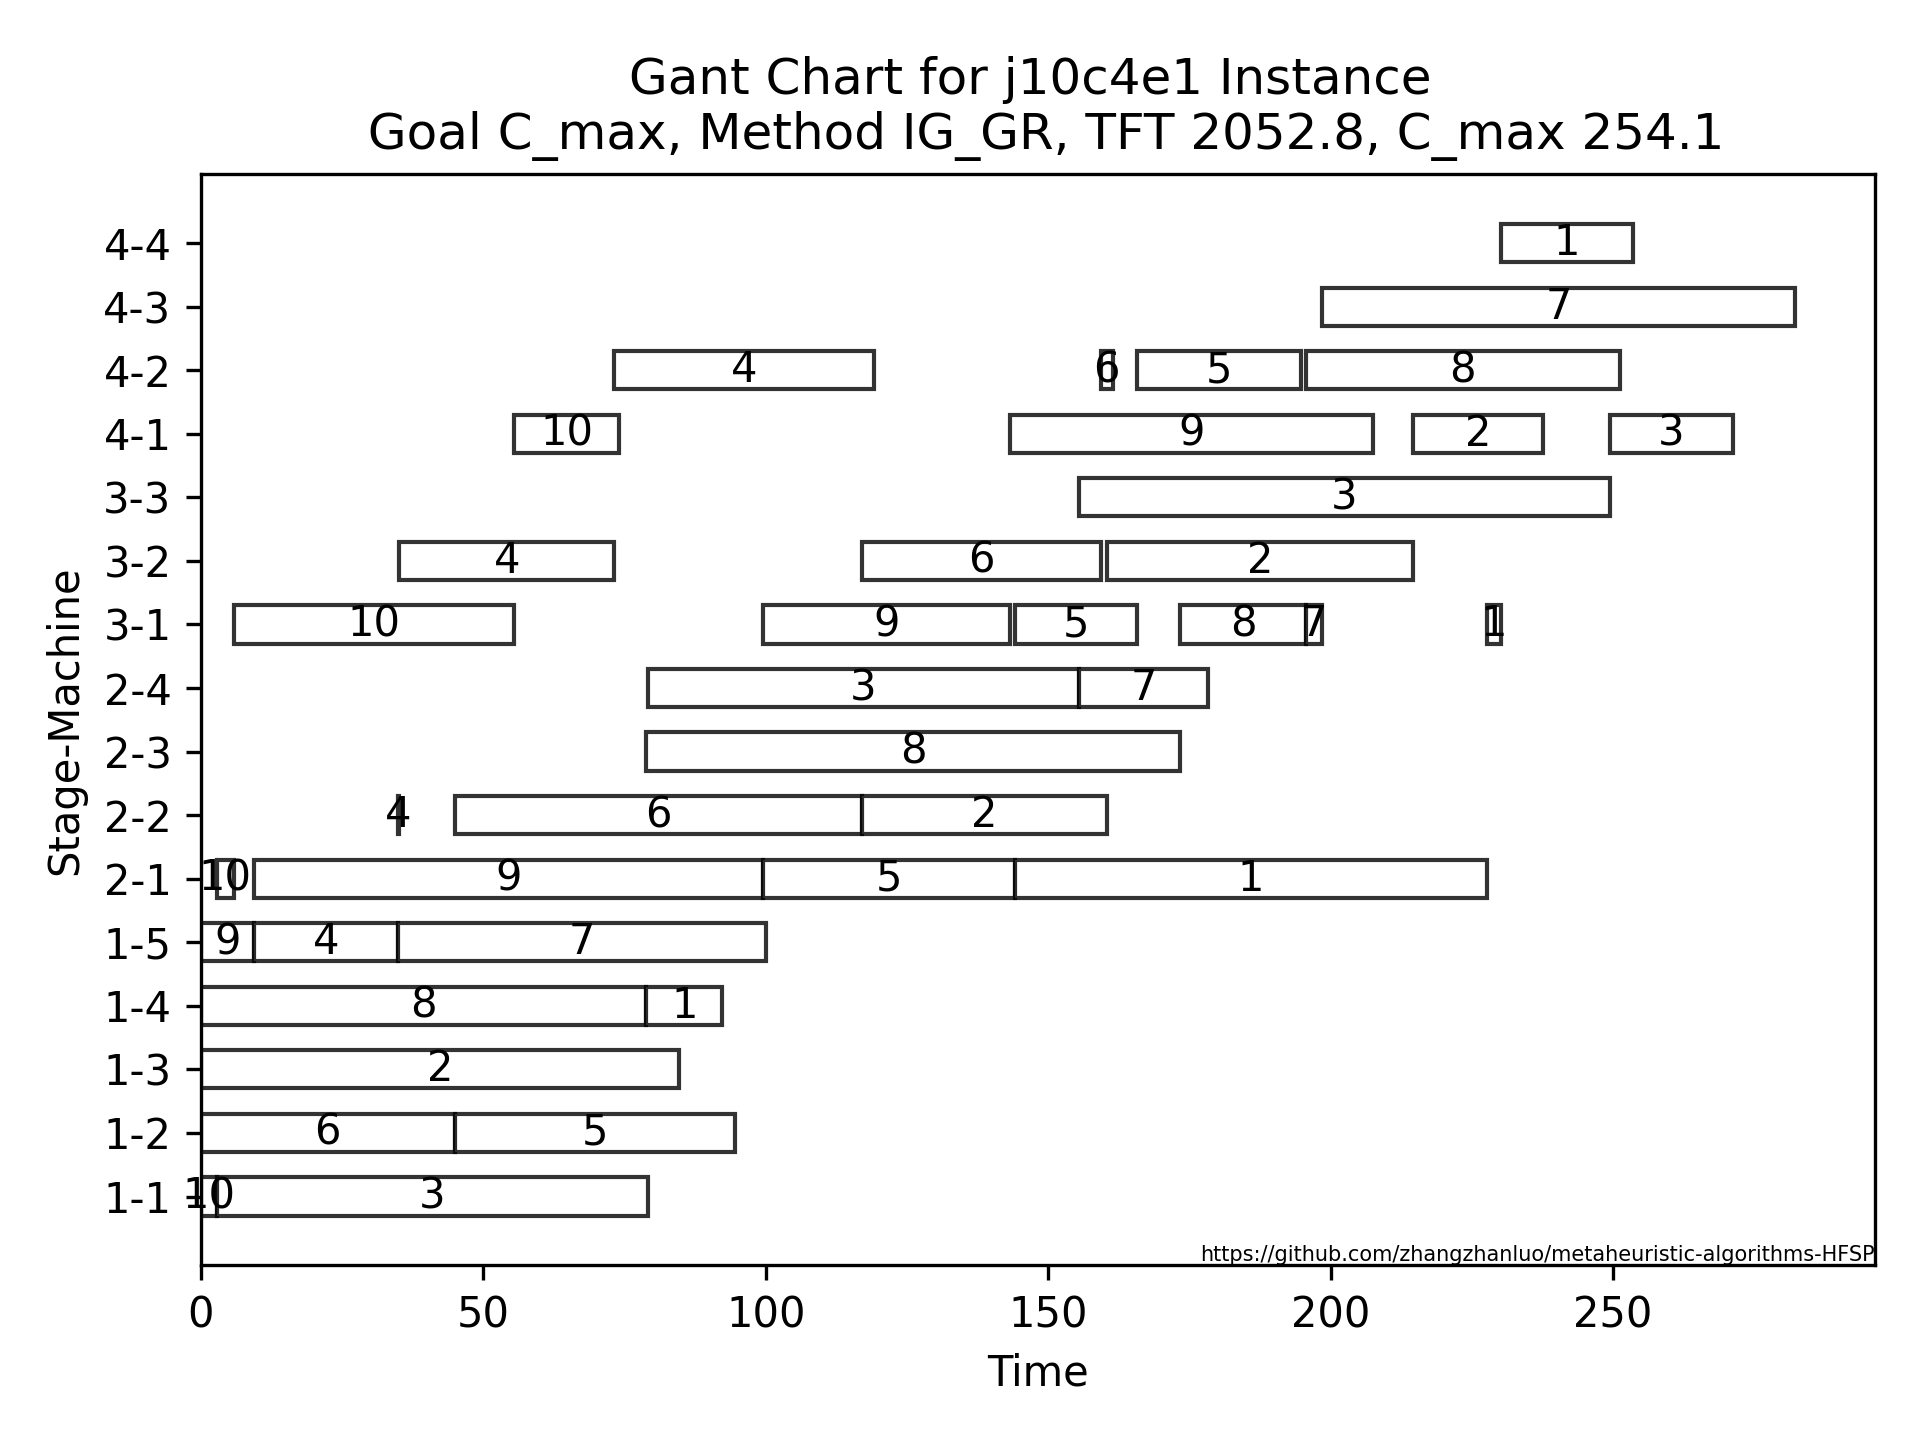 Gant Chart for j10c4e1 Instance
Goal C_max, Method IG_GR, TFT 2052.8, C_max 254.1
Stage-Machine
4-4 1
4-3 7
4-2 4 6 5 8
4-1 10 9 2 3
3-3 3
3-2 4 6 2
3-1 10 9 5 8 7 1
2-4 3 7
2-3 8
2-2 4 6 2
2-1 10 9 5 1
1-5 9 4 7
1-4 8 1
1-3 2
1-2 6 5
1-1 10 3
https://github.com/zhangzhanluo/metaheuristic-algorithms-HFSP
0 50 100 150 200 250
Time